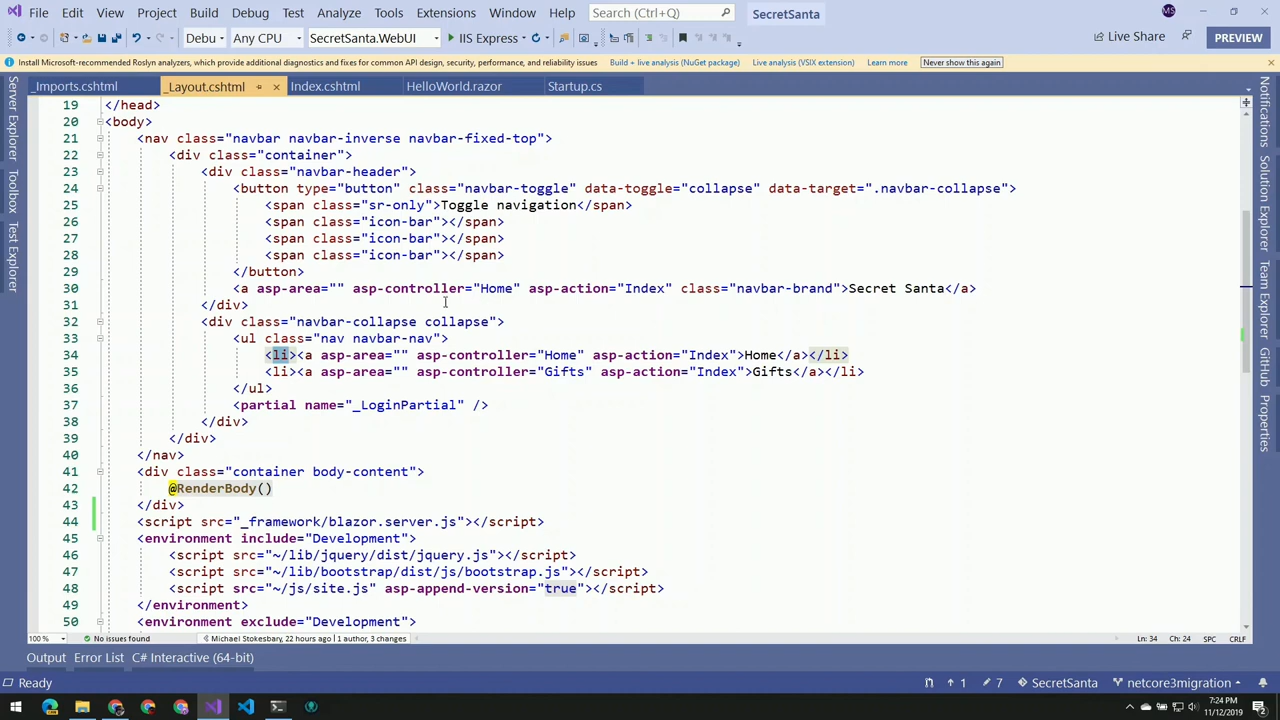 File Edit View Project Build Debug Test Analyze Tools Extensions Window Help Search (Ctrl+Q) SecretSanta MS
Debu Any CPU SecretSanta.WebUI IIS Express Live Share PREVIEW
Install Microsoft-recommended Roslyn analyzers, which provide additional diagnostics and fixes for common API design, security, performance, and reliability issues Build + live analysis (NuGet package) Live analysis (VSIX extension) Learn more Never show this again
_Imports.cshtml _Layout.cshtml Index.cshtml HelloWorld.razor Startup.cs
Server Explorer
Toolbox
Test Explorer
19 </head>
20 <body>
21 <nav class="navbar navbar-inverse navbar-fixed-top">
22 <div class="container">
23 <div class="navbar-header">
24 <button type="button" class="navbar-toggle" data-toggle="collapse" data-target=".navbar-collapse">
25 <span class="sr-only">Toggle navigation</span>
26 <span class="icon-bar"></span>
27 <span class="icon-bar"></span>
28 <span class="icon-bar"></span>
29 </button>
30 <a asp-area="" asp-controller="Home" asp-action="Index" class="navbar-brand">Secret Santa</a>
31 </div>
32 <div class="navbar-collapse collapse">
33 <ul class="nav navbar-nav">
34 <li><a asp-area="" asp-controller="Home" asp-action="Index">Home</a></li>
35 <li><a asp-area="" asp-controller="Gifts" asp-action="Index">Gifts</a></li>
36 </ul>
37 <partial name="_LoginPartial" />
38 </div>
39 </div>
40 </nav>
41 <div class="container body-content">
42 @RenderBody()
43 </div>
44 <script src="_framework/blazor.server.js"></script>
45 <environment include="Development">
46 <script src="~/lib/jquery/dist/jquery.js"></script>
47 <script src="~/lib/bootstrap/dist/js/bootstrap.js"></script>
48 <script src="~/js/site.js" asp-append-version="true"></script>
49 </environment>
50 <environment exclude="Development">
Notifications
Solution Explorer
Team Explorer
GitHub
Properties
100 % No issues found Michael Stokesbary, 22 hours ago | 1 author, 3 changes Ln: 34 Ch: 24 SPC CRLF
Output Error List C# Interactive (64-bit)
Ready 1 7 SecretSanta netcore3migration
7:24 PM
11/12/2019
2